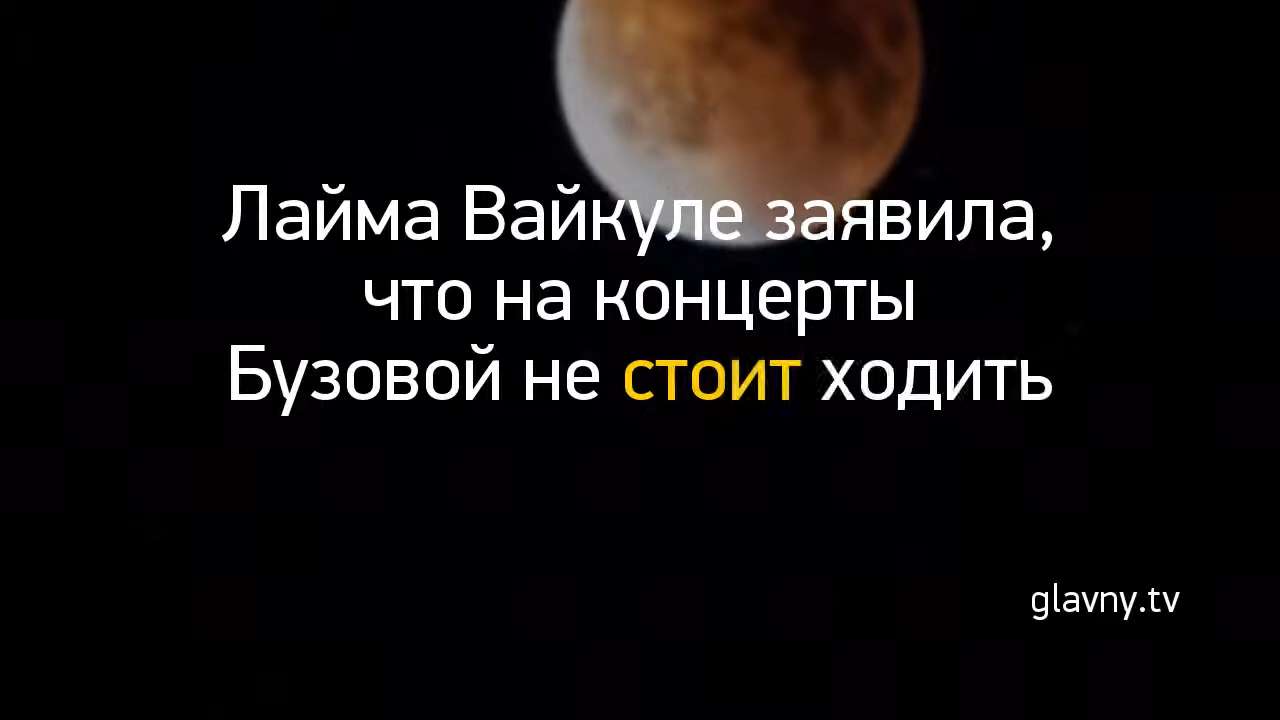 Лайма Вайкуле заявила,
что на концерты
Бузовой не стоит ходить
glavny.tv